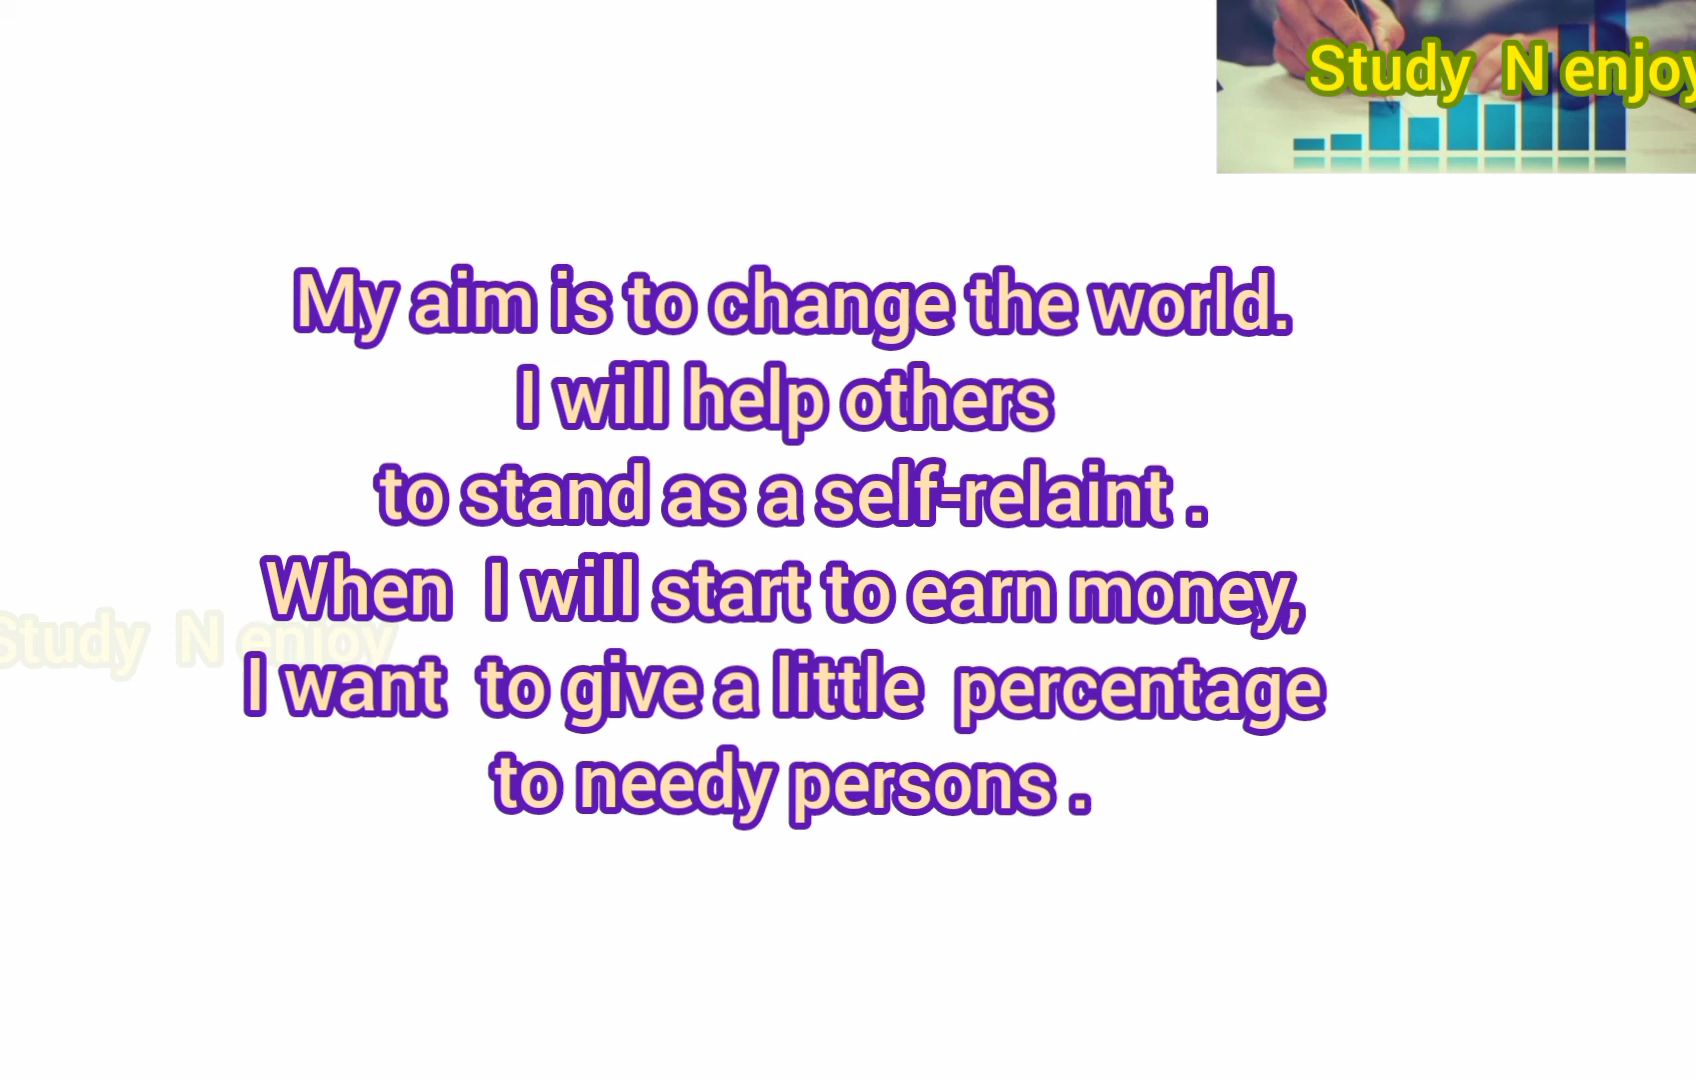 Study N enjoy
My aim is to change the world.
I will help others
to stand as a self-relaint .
When I will start to earn money,
Study N enjoy
I want to give a little percentage
to needy persons .